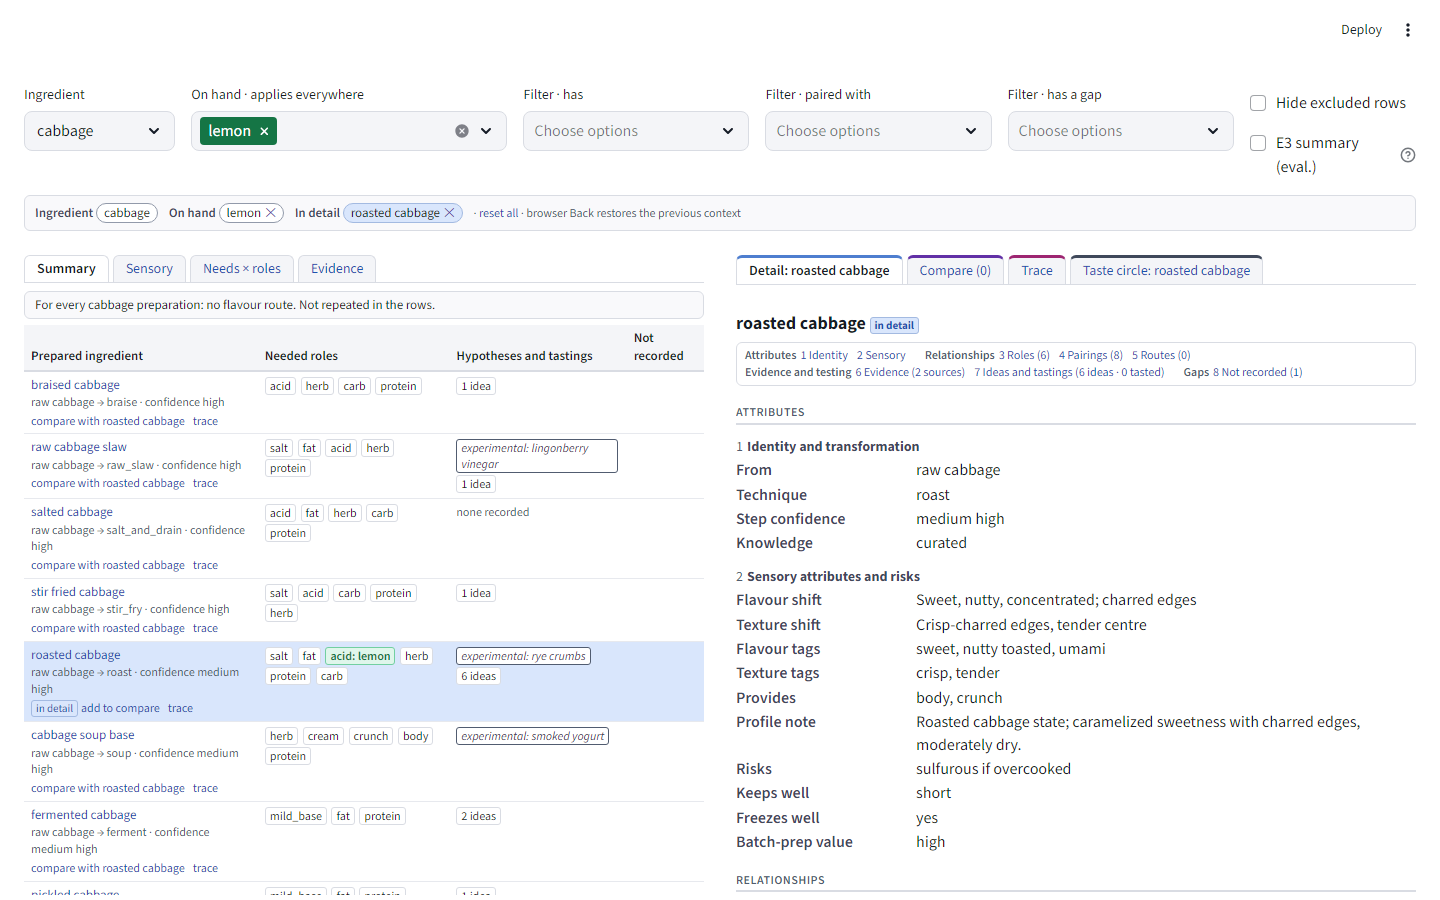 Deploy
Ingredient
On hand · applies everywhere
Filter · has
Filter · paired with
Filter · has a gap
cabbage
lemon ×
Choose options
Choose options
Choose options
Hide excluded rows
E3 summary
(eval.)
Ingredient cabbage On hand lemon × In detail roasted cabbage × · reset all · browser Back restores the previous context
Summary
Sensory
Needs × roles
Evidence
For every cabbage preparation: no flavour route. Not repeated in the rows.
Prepared ingredient
Needed roles
Hypotheses and tastings
Not
recorded
braised cabbage
raw cabbage → braise · confidence high
compare with roasted cabbage trace
acid herb carb protein
1 idea
raw cabbage slaw
raw cabbage → raw_slaw · confidence high
compare with roasted cabbage trace
salt fat acid herb
protein
experimental: lingonberry
vinegar
1 idea
salted cabbage
raw cabbage → salt_and_drain · confidence
high
compare with roasted cabbage trace
acid fat herb carb
protein
none recorded
stir fried cabbage
raw cabbage → stir_fry · confidence high
compare with roasted cabbage trace
salt acid carb protein
herb
1 idea
roasted cabbage
raw cabbage → roast · confidence medium
high
in detail add to compare trace
salt fat acid: lemon herb
protein carb
experimental: rye crumbs
6 ideas
cabbage soup base
raw cabbage → soup · confidence medium
high
compare with roasted cabbage trace
herb cream crunch body
protein
experimental: smoked yogurt
fermented cabbage
raw cabbage → ferment · confidence
medium high
compare with roasted cabbage trace
mild_base fat protein
2 ideas
pickled cabbage
mild_base fat protein
1 idea
Detail: roasted cabbage
Compare (0)
Trace
Taste circle: roasted cabbage
roasted cabbage in detail
Attributes 1 Identity 2 Sensory Relationships 3 Roles (6) 4 Pairings (8) 5 Routes (0)
Evidence and testing 6 Evidence (2 sources) 7 Ideas and tastings (6 ideas · 0 tasted) Gaps 8 Not recorded (1)
ATTRIBUTES
1 Identity and transformation
From raw cabbage
Technique roast
Step confidence medium high
Knowledge curated
2 Sensory attributes and risks
Flavour shift Sweet, nutty, concentrated; charred edges
Texture shift Crisp-charred edges, tender centre
Flavour tags sweet, nutty toasted, umami
Texture tags crisp, tender
Provides body, crunch
Profile note Roasted cabbage state; caramelized sweetness with charred edges,
moderately dry.
Risks sulfurous if overcooked
Keeps well short
Freezes well yes
Batch-prep value high
RELATIONSHIPS